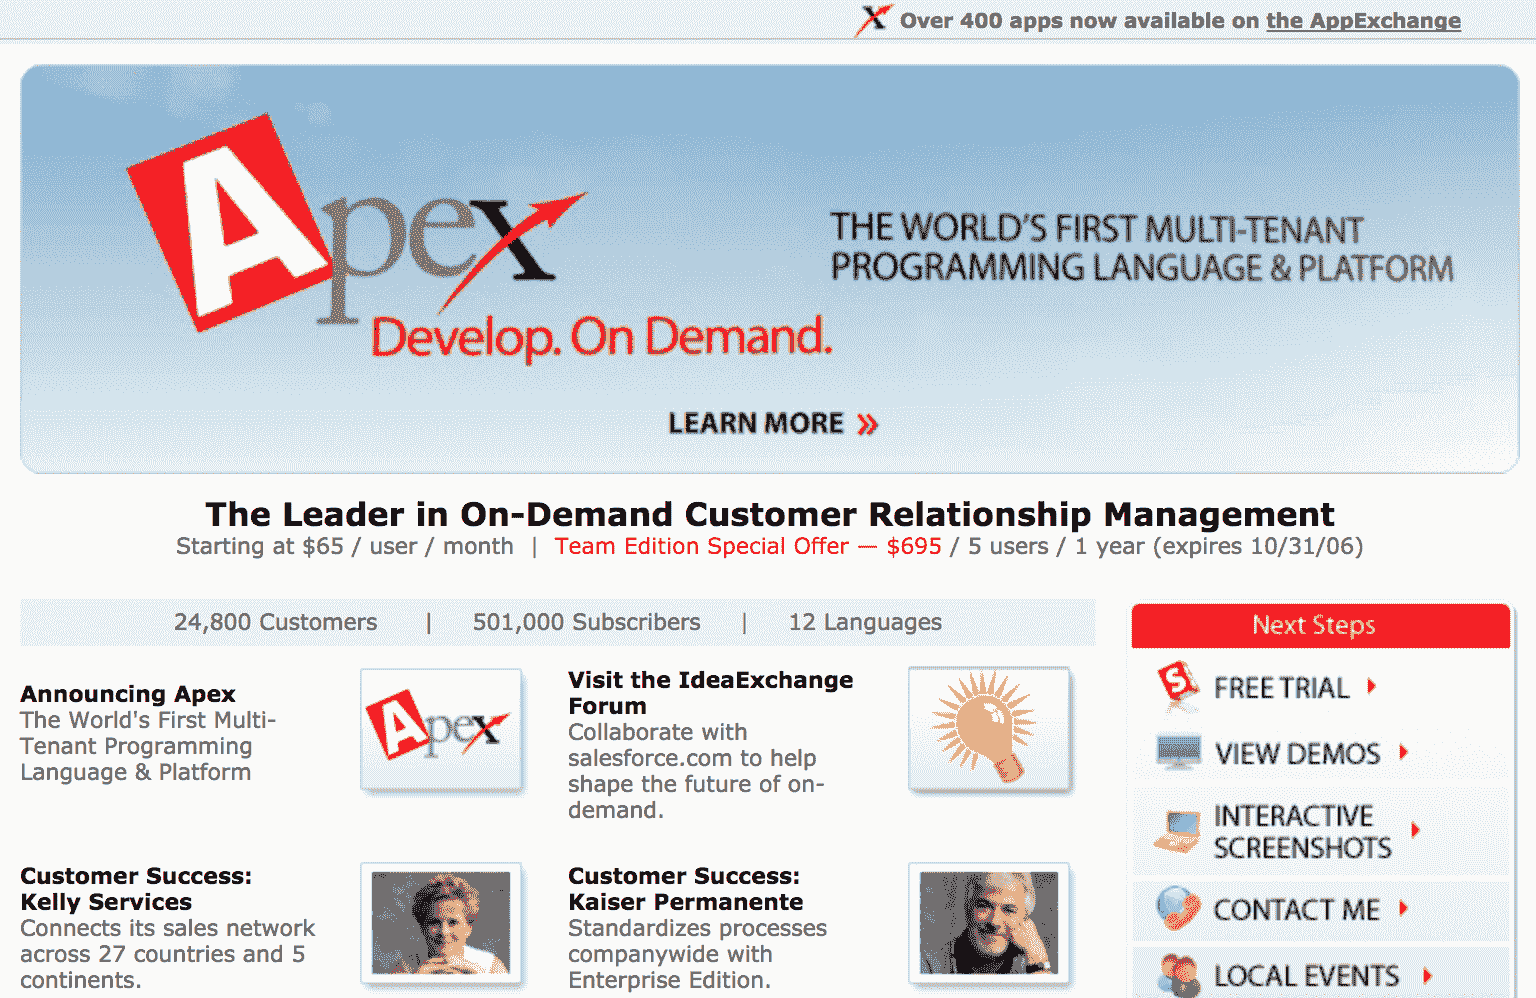 Over 400 apps now available on the AppExchange
Apex
THE WORLD'S FIRST MULTI-TENANT
PROGRAMMING LANGUAGE & PLATFORM
Develop. On Demand.
LEARN MORE »
The Leader in On-Demand Customer Relationship Management
Starting at $65 / user / month | Team Edition Special Offer — $695 / 5 users / 1 year (expires 10/31/06)
24,800 Customers | 501,000 Subscribers | 12 Languages
Announcing Apex
The World's First Multi-
Tenant Programming
Language & Platform
Apex
Visit the IdeaExchange
Forum
Collaborate with
salesforce.com to help
shape the future of on-
demand.
Customer Success:
Kelly Services
Connects its sales network
across 27 countries and 5
continents.
Customer Success:
Kaiser Permanente
Standardizes processes
companywide with
Enterprise Edition.
Next Steps
FREE TRIAL
VIEW DEMOS
INTERACTIVE
SCREENSHOTS
CONTACT ME
LOCAL EVENTS